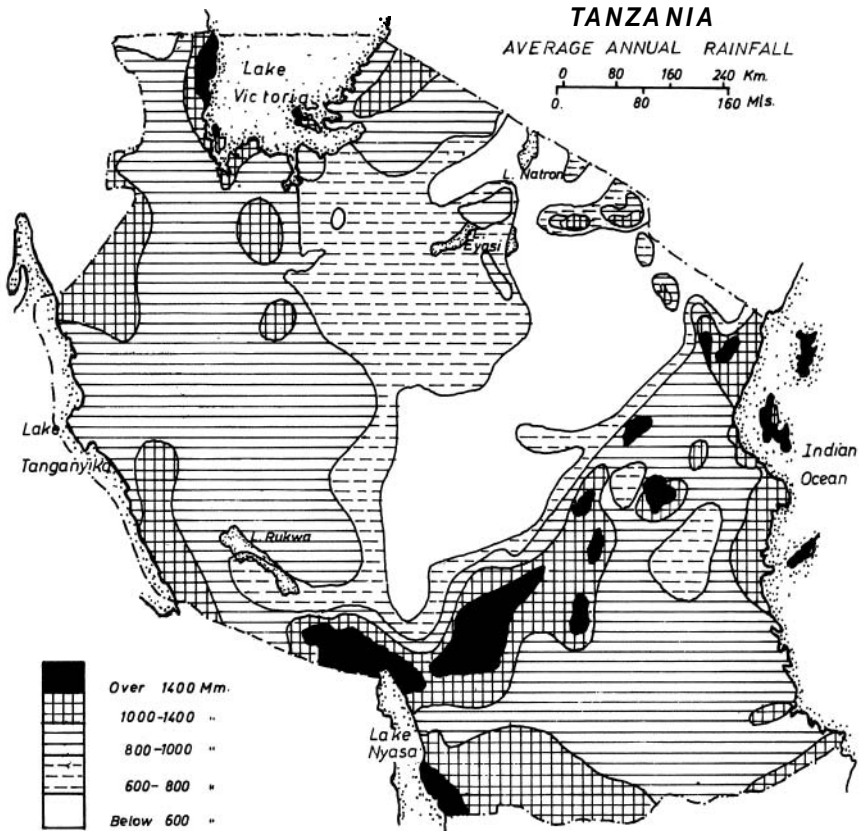 TANZANIA
AVERAGE ANNUAL RAINFALL
0 80 160 240 Km.
0. 80 160 Mls.
Lake
Victoria
L. Natron
L.
Eyasi
Lake
Tanganyika
Indian
Ocean
L. Rukwa
Lake
Nyasa
Over 1400 Mm.
1000-1400 "
800-1000 "
600-800 "
Below 600 "